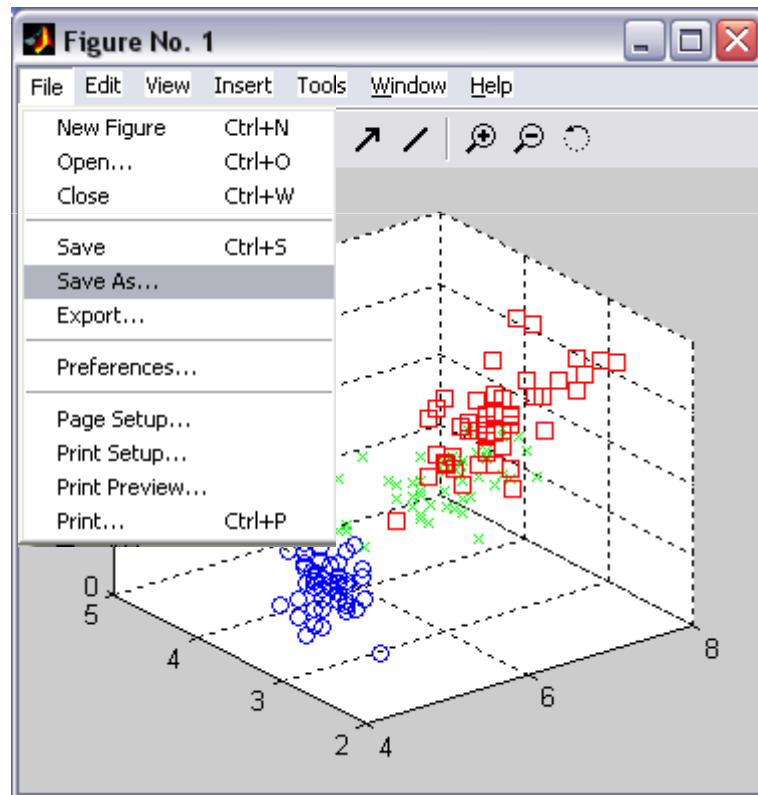 Figure No. 1
File Edit View Insert Tools Window Help
New Figure Ctrl+N
Open... Ctrl+O
Close Ctrl+W
Save Ctrl+S
Save As...
Export...
Preferences...
Page Setup...
Print Setup...
Print Preview...
Print... Ctrl+P
0
5
4
3
2
4
6
8